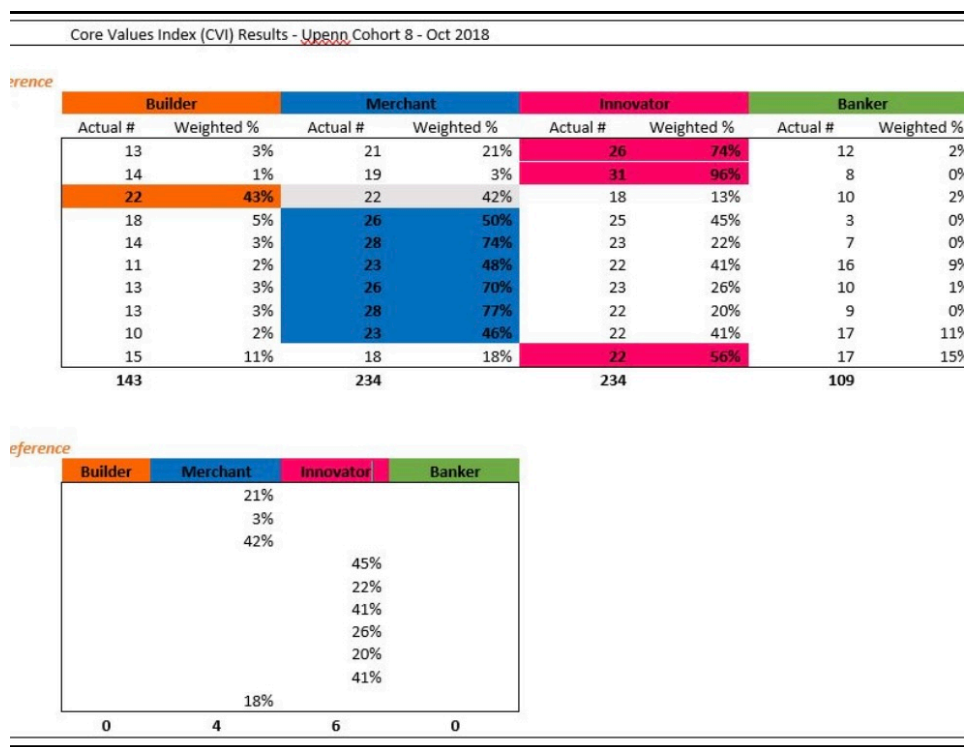 Core Values Index (CVI) Results - Upenn Cohort 8 - Oct 2018
erence
Builder Merchant Innovator Banker
Actual # Weighted % Actual # Weighted % Actual # Weighted % Actual # Weighted %
13 3% 21 21% 26 74% 12 2%
14 1% 19 3% 31 96% 8 0%
22 43% 22 42% 18 13% 10 2%
18 5% 26 50% 25 45% 3 0%
14 3% 28 74% 23 22% 7 0%
11 2% 23 48% 22 41% 16 9%
13 3% 26 70% 23 26% 10 1%
13 3% 28 77% 22 20% 9 0%
10 2% 23 46% 22 41% 17 11%
15 11% 18 18% 22 56% 17 15%
143 234 234 109
eference
Builder Merchant Innovator Banker
21%
3%
42%
45%
22%
41%
26%
20%
41%
18%
0 4 6 0